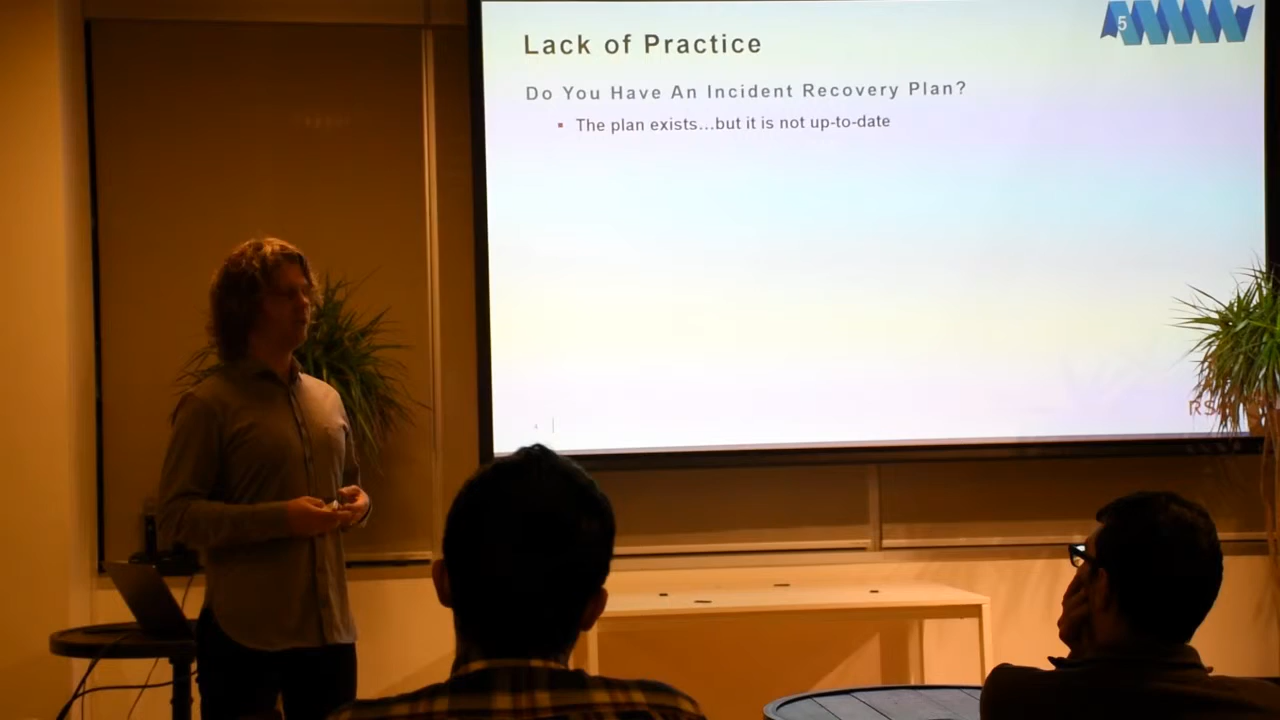 5
Lack of Practice
Do You Have An Incident Recovery Plan?
The plan exists...but it is not up-to-date
4